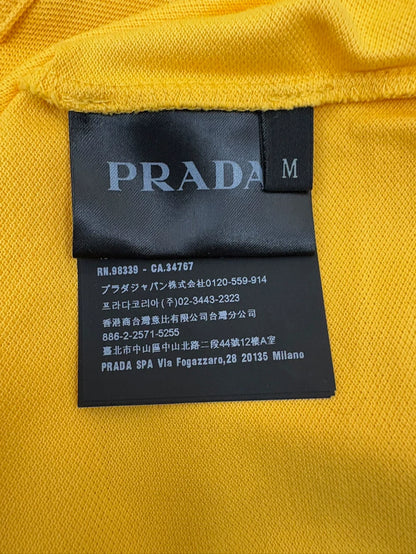 PRADA
M
RN.98339 - CA.34767
プラダジャパン株式会社0120-559-914
프라다코리아(주)02-3443-2323
香港商台灣普比有限公司台灣分公司
886-2-2571-5255
臺北市中山區中山北路二段44號12樓A室
PRADA SPA Via Fogazzaro,28 20135 Milano